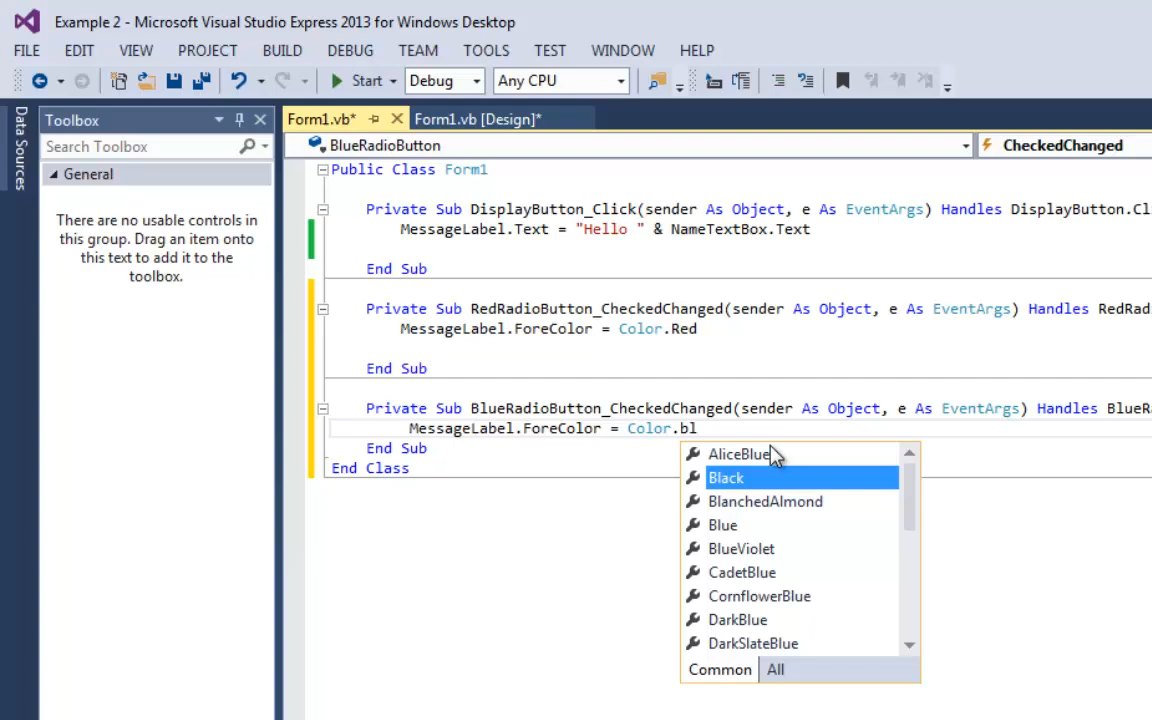 Example 2 - Microsoft Visual Studio Express 2013 for Windows Desktop
FILE EDIT VIEW PROJECT BUILD DEBUG TEAM TOOLS TEST WINDOW HELP
Start Debug Any CPU
Data Sources
Toolbox
Search Toolbox
General
There are no usable controls in
this group. Drag an item onto
this text to add it to the
toolbox.
Form1.vb* Form1.vb [Design]*
BlueRadioButton CheckedChanged
Public Class Form1
Private Sub DisplayButton_Click(sender As Object, e As EventArgs) Handles DisplayButton.Cli
MessageLabel.Text = "Hello " & NameTextBox.Text
End Sub
Private Sub RedRadioButton_CheckedChanged(sender As Object, e As EventArgs) Handles RedRadi
MessageLabel.ForeColor = Color.Red
End Sub
Private Sub BlueRadioButton_CheckedChanged(sender As Object, e As EventArgs) Handles BlueRa
MessageLabel.ForeColor = Color.bl
End Sub
End Class
AliceBlue
Black
BlanchedAlmond
Blue
BlueViolet
CadetBlue
CornflowerBlue
DarkBlue
DarkSlateBlue
Common All